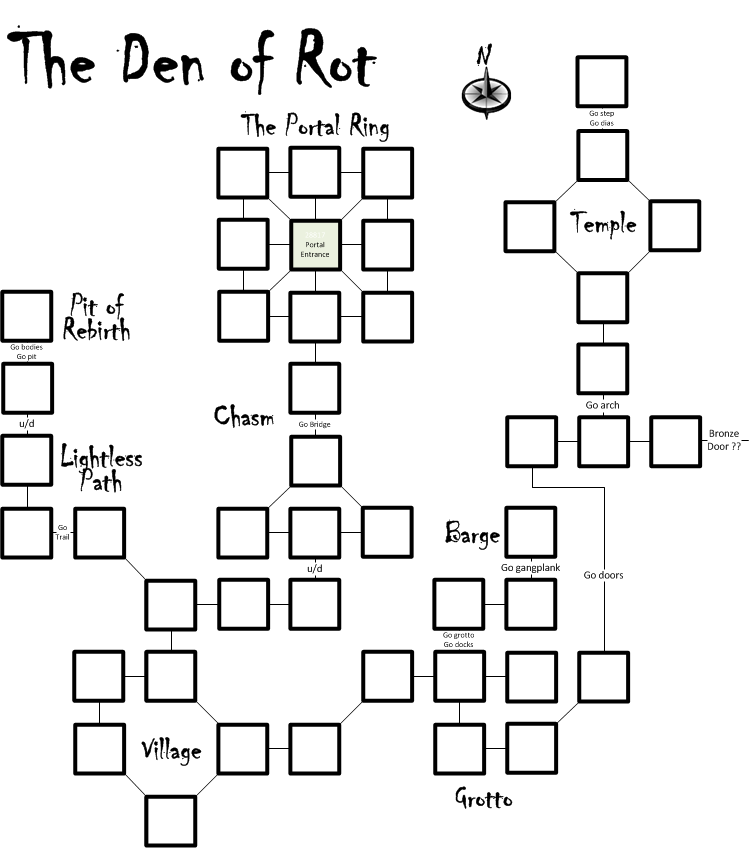 The Den of Rot
N
Go step
Go dias
The Portal Ring
Temple
Portal
Entrance
Pit of
Rebirth
Go bodies
Go pit
u/d
Chasm
Go Bridge
Go arch
Bronze
Door ??
Lightless
Path
Go
Trail
Barge
u/d
Go gangplank
Go doors
Go grotto
Go docks
Village
Grotto